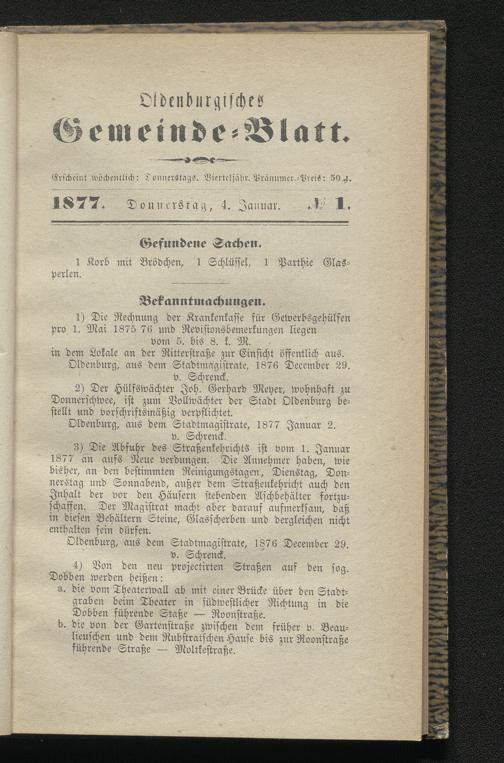 Oldenburgisches
Gemeinde-Blatt.
Erscheint wöchentlich: Donnerstags. Vierteljähr. Pränumer.-Preis: 50 ₰.
1877. Donnerstag, 4. Januar. № 1.
Gefundene Sachen.
1 Korb mit Brödchen, 1 Schlüssel, 1 Parthie Glas-
perlen.
Bekanntmachungen.
1) Die Rechnung der Krankenkasse für Gewerbsgehülfen
pro 1. Mai 1875 76 und Revisionsbemerkungen liegen
vom 5. bis 8. k. M.
in dem Lokale an der Ritterstraße zur Einsicht öffentlich aus.
Oldenburg, aus dem Stadtmagistrate, 1876 December 29.
v. Schrenck.
2) Der Hülfswächter Joh. Gerhard Meyer, wohnhaft zu
Donnerschwee, ist zum Vollwächter der Stadt Oldenburg be-
stellt und vorschriftsmäßig verpflichtet.
Oldenburg, aus dem Stadtmagistrate, 1877 Januar 2.
v. Schrenck.
3) Die Abfuhr des Straßenkehrichts ist vom 1. Januar
1877 an aufs Neue verdungen. Die Annehmer haben, wie
bisher, an den bestimmten Reinigungstagen, Dienstag, Don-
nerstag und Sonnabend, außer dem Straßenkehricht auch den
Inhalt der vor den Häusern stehenden Aschbehälter fortzu-
schaffen. Der Magistrat macht aber darauf aufmerksam, daß
in diesen Behältern Steine, Glasscherben und dergleichen nicht
enthalten sein dürfen.
Oldenburg, aus dem Stadtmagistrate, 1876 December 29.
v. Schrenck.
4) Von den neu projectirten Straßen auf den sog.
Dobben werden heißen:
a. die vom Theaterwall ab mit einer Brücke über den Stadt-
graben beim Theater in südwestlicher Richtung in die
Dobben führende Staße — Roonstraße.
b. die von der Gartenstraße zwischen dem früher v. Beau-
lieuschen und dem Ruhstratschen Hause bis zur Roonstraße
führende Straße — Moltkestraße.